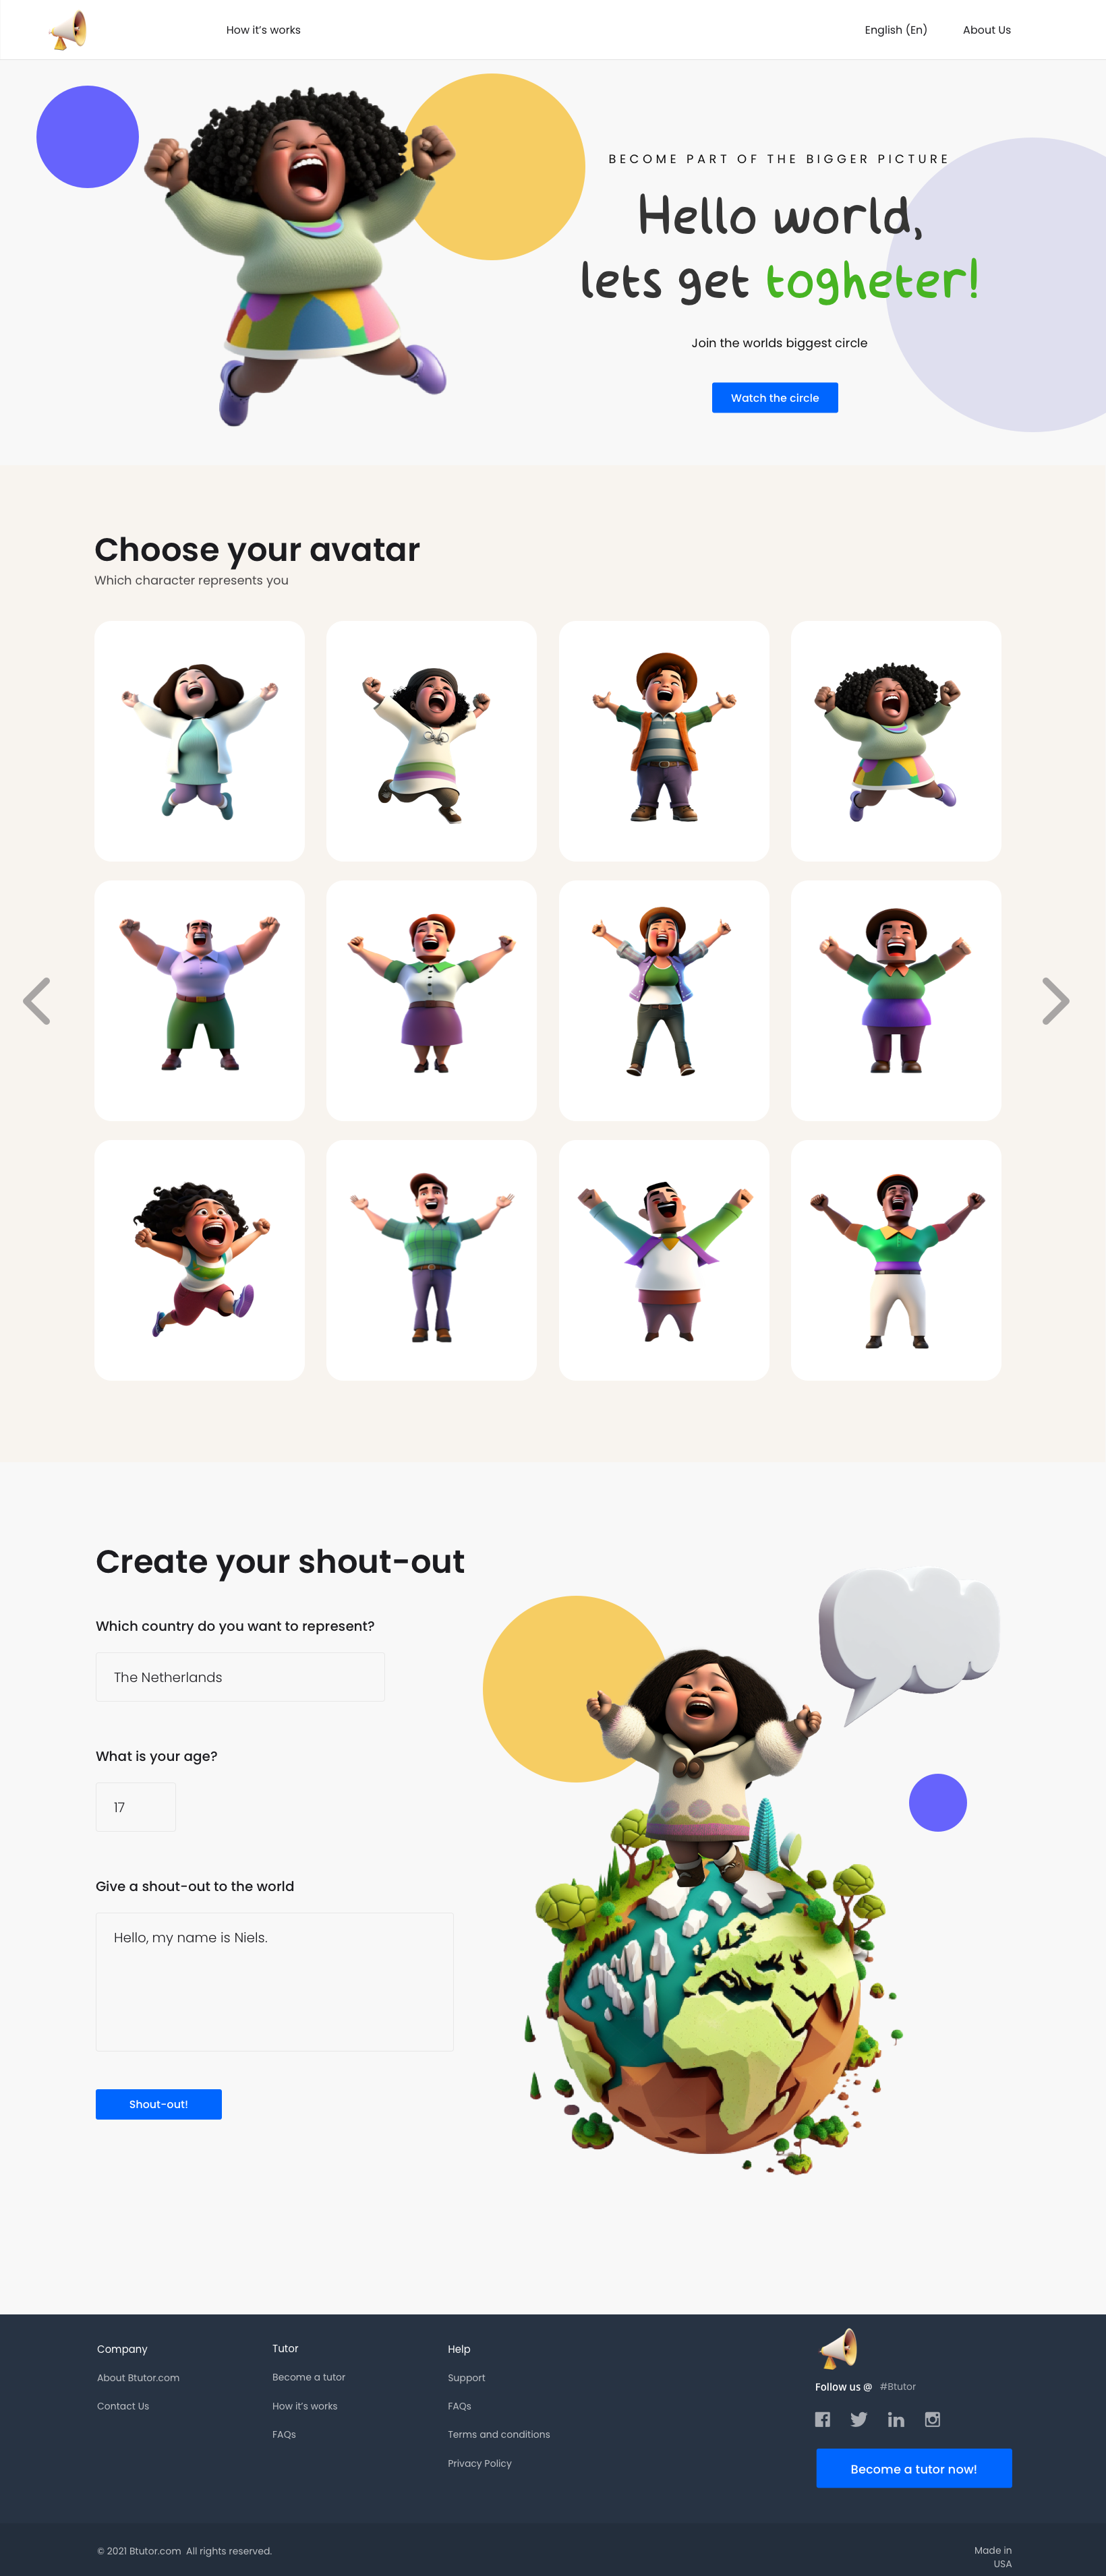 How it's works
English (En)
About Us
BECOME PART OF THE BIGGER PICTURE
Hello world,
lets get togheter!
Join the worlds biggest circle
Watch the circle
Choose your avatar
Which character represents you
Create your shout-out
Which country do you want to represent?
The Netherlands
What is your age?
17
Give a shout-out to the world
Hello, my name is Niels.
Shout-out!
Company
About Btutor.com
Contact Us
Tutor
Become a tutor
How it's works
FAQs
Help
Support
FAQs
Terms and conditions
Privacy Policy
Follow us @ #Btutor
Become a tutor now!
© 2021 Btutor.com All rights reserved.
Made in
USA